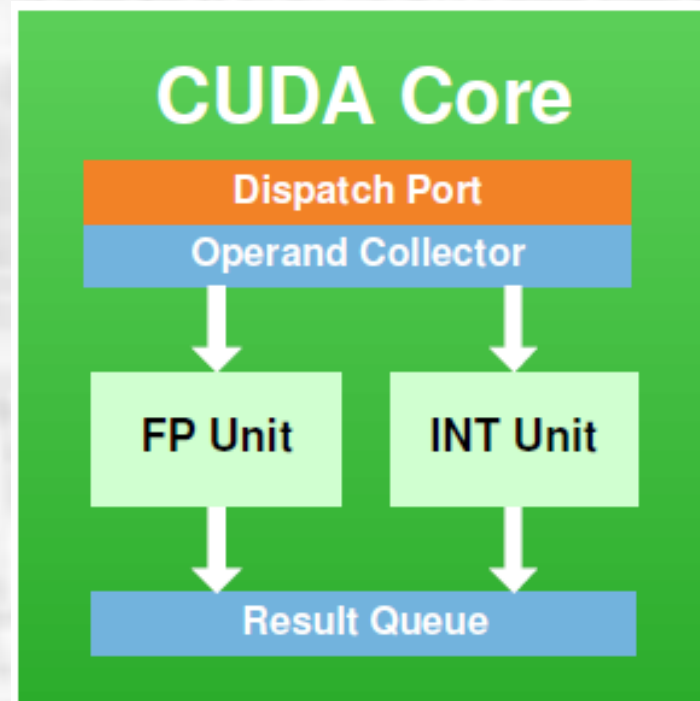 CUDA Core
Dispatch Port
Operand Collector
FP Unit
INT Unit
Result Queue